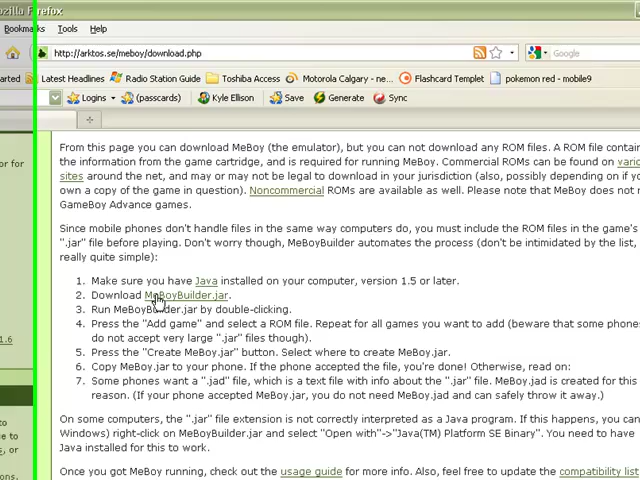 ozilla Firefox
Bookmarks Tools Help
http://arktos.se/meboy/download.php
Google
arted Latest Headlines Radio Station Guide Toshiba Access Motorola Calgary - ne... Flashcard Templet pokemon red - mobile9
Logins (passcards) Kyle Ellison Save Generate Sync
From this page you can download MeBoy (the emulator), but you can not download any ROM files. A ROM file contain
the information from the game cartridge, and is required for running MeBoy. Commercial ROMs can be found on vario
sites around the net, and may or may not be legal to download in your jurisdiction (also, possibly depending on if yo
own a copy of the game in question). Noncommercial ROMs are available as well. Please note that MeBoy does not r
GameBoy Advance games.
or for
Since mobile phones don't handle files in the same way computers do, you must include the ROM files in the game's
".jar" file before playing. Don't worry though, MeBoyBuilder automates the process (don't be intimidated by the list,
really quite simple):
1. Make sure you have Java installed on your computer, version 1.5 or later.
2. Download MeBoyBuilder.jar.
3. Run MeBoyBuilder.jar by double-clicking.
4. Press the "Add game" and select a ROM file. Repeat for all games you want to add (beware that some phones
do not accept very large ".jar" files though).
1.6
5. Press the "Create MeBoy.jar" button. Select where to create MeBoy.jar.
6. Copy MeBoy.jar to your phone. If the phone accepted the file, you're done! Otherwise, read on:
7. Some phones want a ".jad" file, which is a text file with info about the ".jar" file. MeBoy.jad is created for this
reason. (If your phone accepted MeBoy.jar, you do not need MeBoy.jad and can safely throw it away.)
On some computers, the ".jar" file extension is not correctly interpreted as a Java program. If this happens, you can
Windows) right-click on MeBoyBuilder.jar and select "Open with"->"Java(TM) Platform SE Binary". You need to have
Java installed for this to work.
to
e to
s, or
ons.
Once you got MeBoy running, check out the usage guide for more info. Also, feel free to update the compatibility list